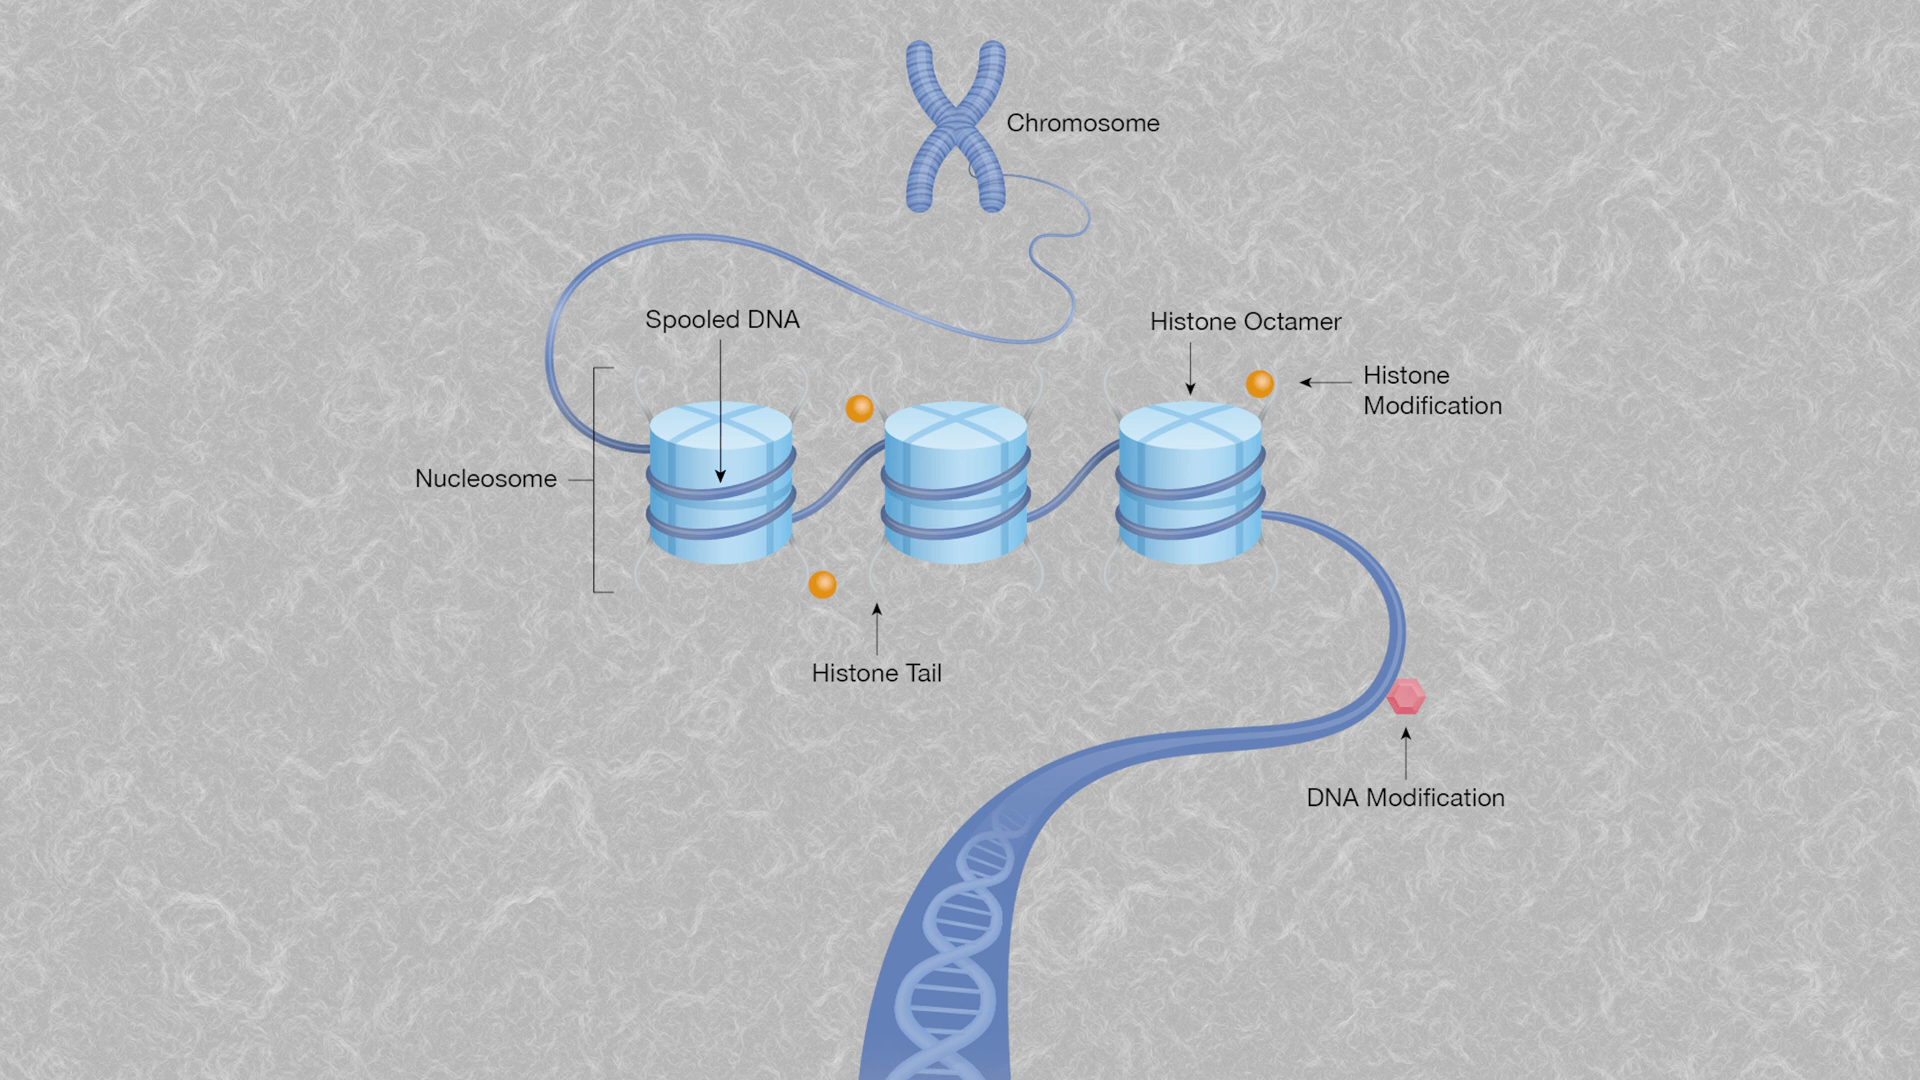 Chromosome
Spooled DNA
Histone Octamer
Histone
Modification
Nucleosome
Histone Tail
DNA Modification